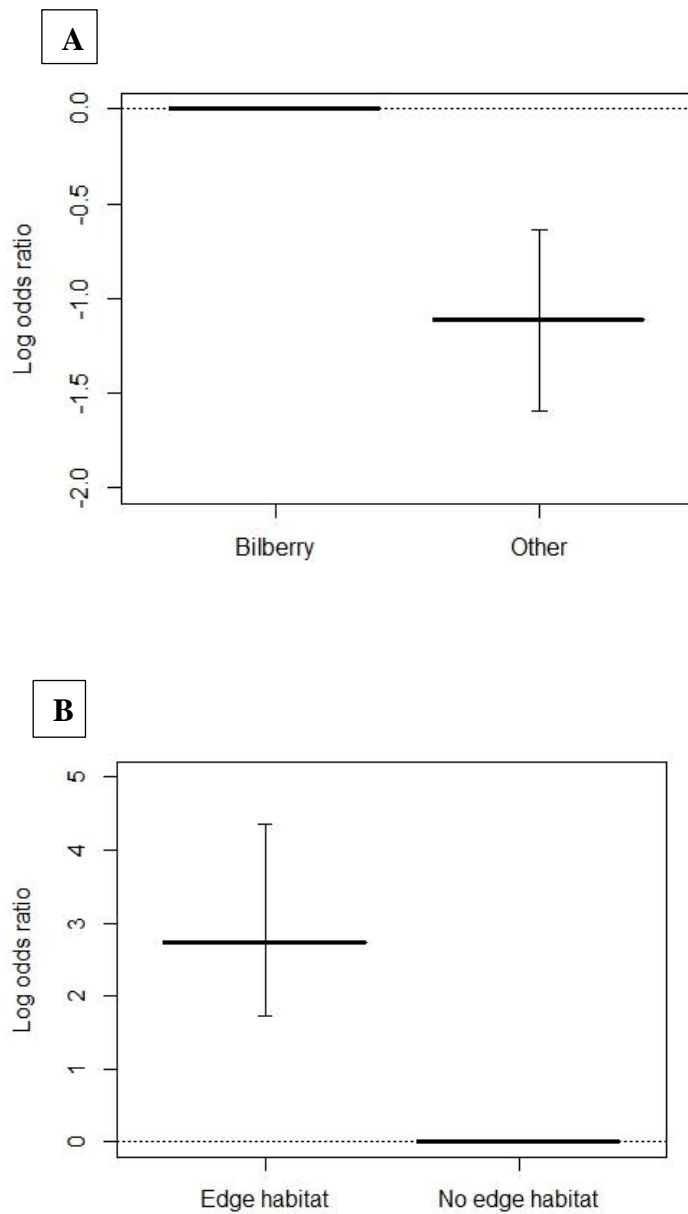 A
Log odds ratio
0.0
-0.5
-1.0
-1.5
-2.0
Bilberry Other
B
Log odds ratio
5
4
3
2
1
0
Edge habitat No edge habitat